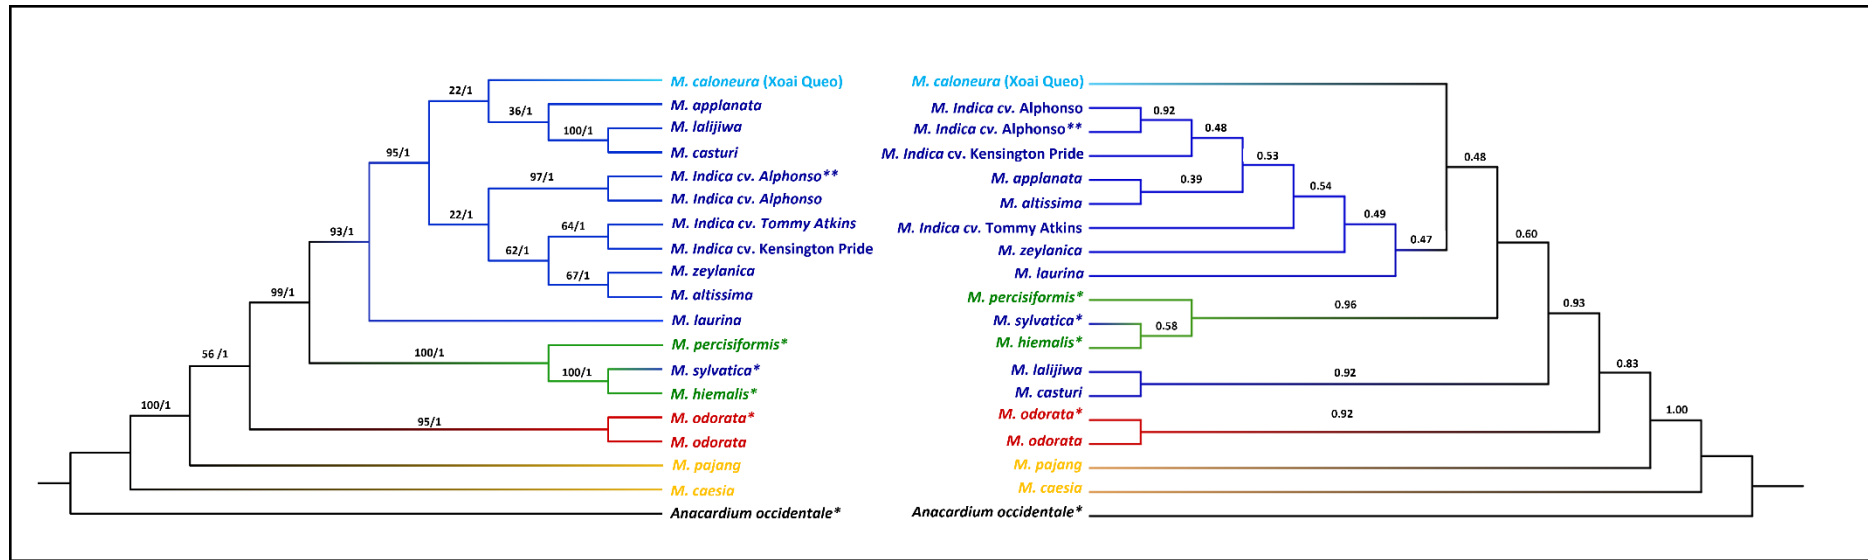 M. caloneura (Xoai Queo)
M. applanata
M. lalijiwa
M. casturi
M. Indica cv. Alphonso**
M. Indica cv. Alphonso
M. Indica cv. Tommy Atkins
M. Indica cv. Kensington Pride
M. zeylanica
M. altissima
M. laurina
M. percisiformis*
M. sylvatica*
M. hiemalis*
M. odorata*
M. odorata
M. pajang
M. caesia
Anacardium occidentale*
22/1
36/1
100/1
95/1
97/1
22/1
64/1
62/1
67/1
93/1
99/1
100/1
100/1
56 /1
100/1
95/1
M. caloneura (Xoai Queo)
M. Indica cv. Alphonso
M. Indica cv. Alphonso**
M. Indica cv. Kensington Pride
M. applanata
M. altissima
M. Indica cv. Tommy Atkins
M. zeylanica
M. laurina
M. percisiformis*
M. sylvatica*
M. hiemalis*
M. lalijiwa
M. casturi
M. odorata*
M. odorata
M. pajang
M. caesia
Anacardium occidentale*
0.92
0.48
0.53
0.39
0.54
0.49
0.47
0.48
0.60
0.96
0.58
0.93
0.92
0.83
0.92
1.00